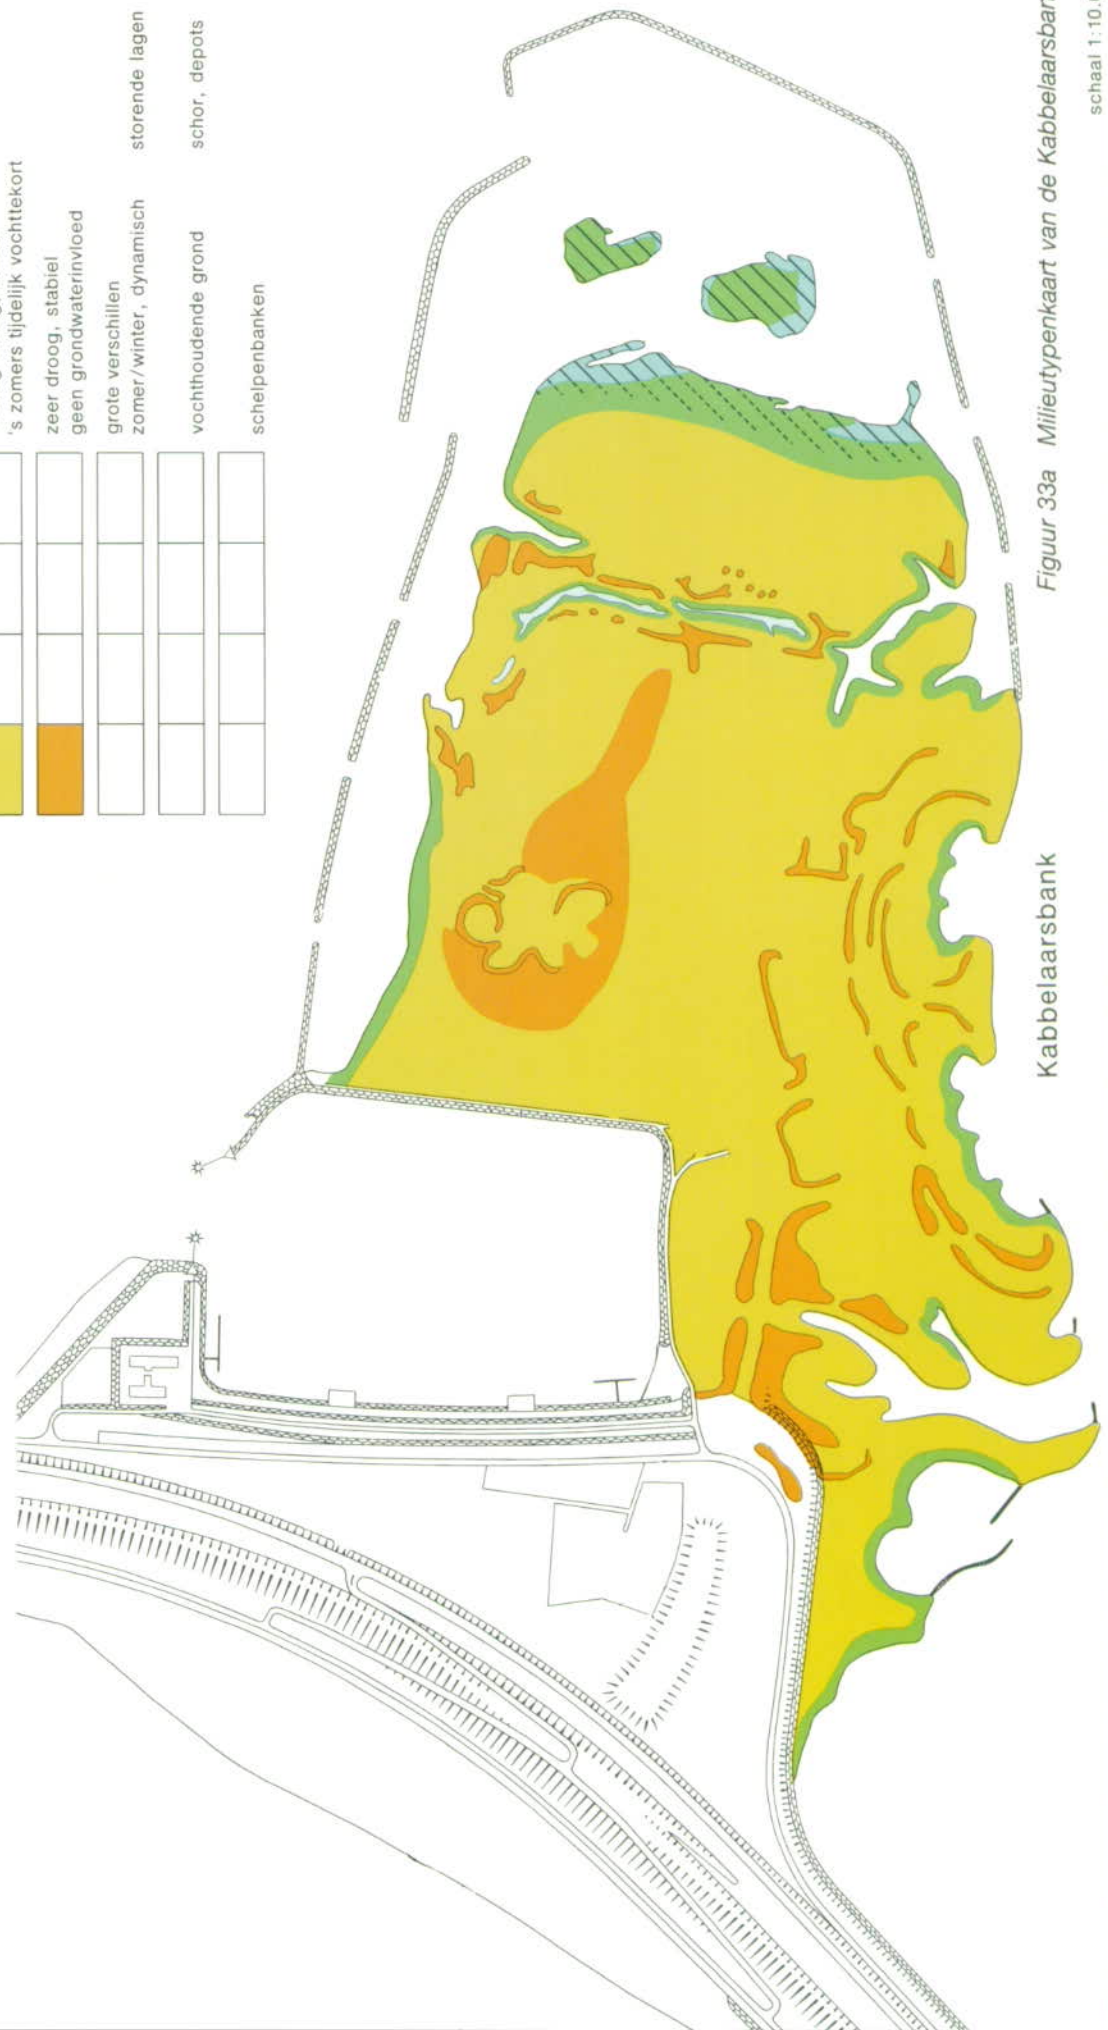 's zomers tijdelijk vochttekort
zeer droog, stabiel
geen grondwaterinvloed
grote verschillen
zomer/winter, dynamisch storende lagen
vochthoudende grond schor, depots
schelpenbanken
Kabbelaarsbank
Figuur 33a Milieutypenkaart van de Kabbelaarsban
schaal 1:10.